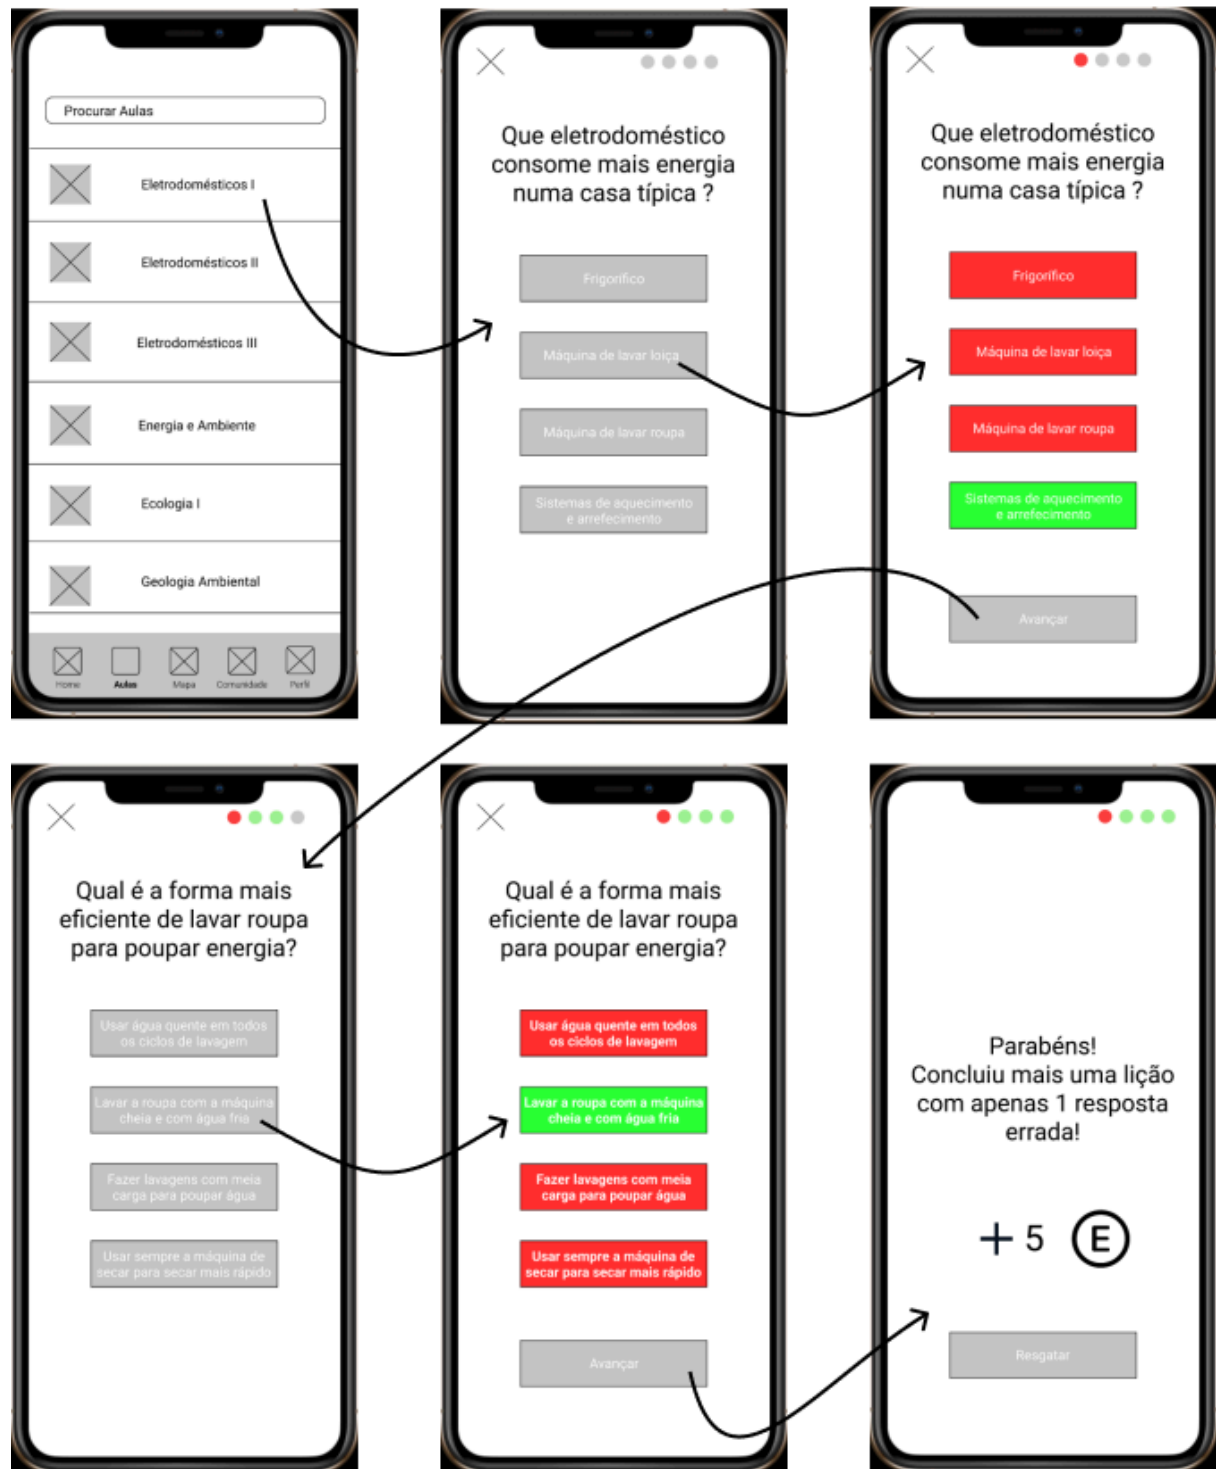 Procurar Aulas
Eletrodomésticos I
Eletrodomésticos II
Eletrodomésticos III
Energia e Ambiente
Ecologia I
Geologia Ambiental
Home
Aulas
Mapa
Comunidade
Perfil
Que eletrodoméstico
consome mais energia
numa casa típica ?
Frigorífico
Máquina de lavar loiça
Máquina de lavar roupa
Sistemas de aquecimento
e arrefecimento
Que eletrodoméstico
consome mais energia
numa casa típica ?
Frigorífico
Máquina de lavar loiça
Máquina de lavar roupa
Sistemas de aquecimento
e arrefecimento
Avançar
Qual é a forma mais
eficiente de lavar roupa
para poupar energia?
Usar água quente em todos
os ciclos de lavagem
Lavar a roupa com a máquina
cheia e com água fria
Fazer lavagens com meia
carga para poupar água
Usar sempre a máquina de
secar para secar mais rápido
Qual é a forma mais
eficiente de lavar roupa
para poupar energia?
Usar água quente em todos
os ciclos de lavagem
Lavar a roupa com a máquina
cheia e com água fria
Fazer lavagens com meia
carga para poupar água
Usar sempre a máquina de
secar para secar mais rápido
Avançar
Parabéns!
Concluiu mais uma lição
com apenas 1 resposta
errada!
+ 5 E
Resgatar